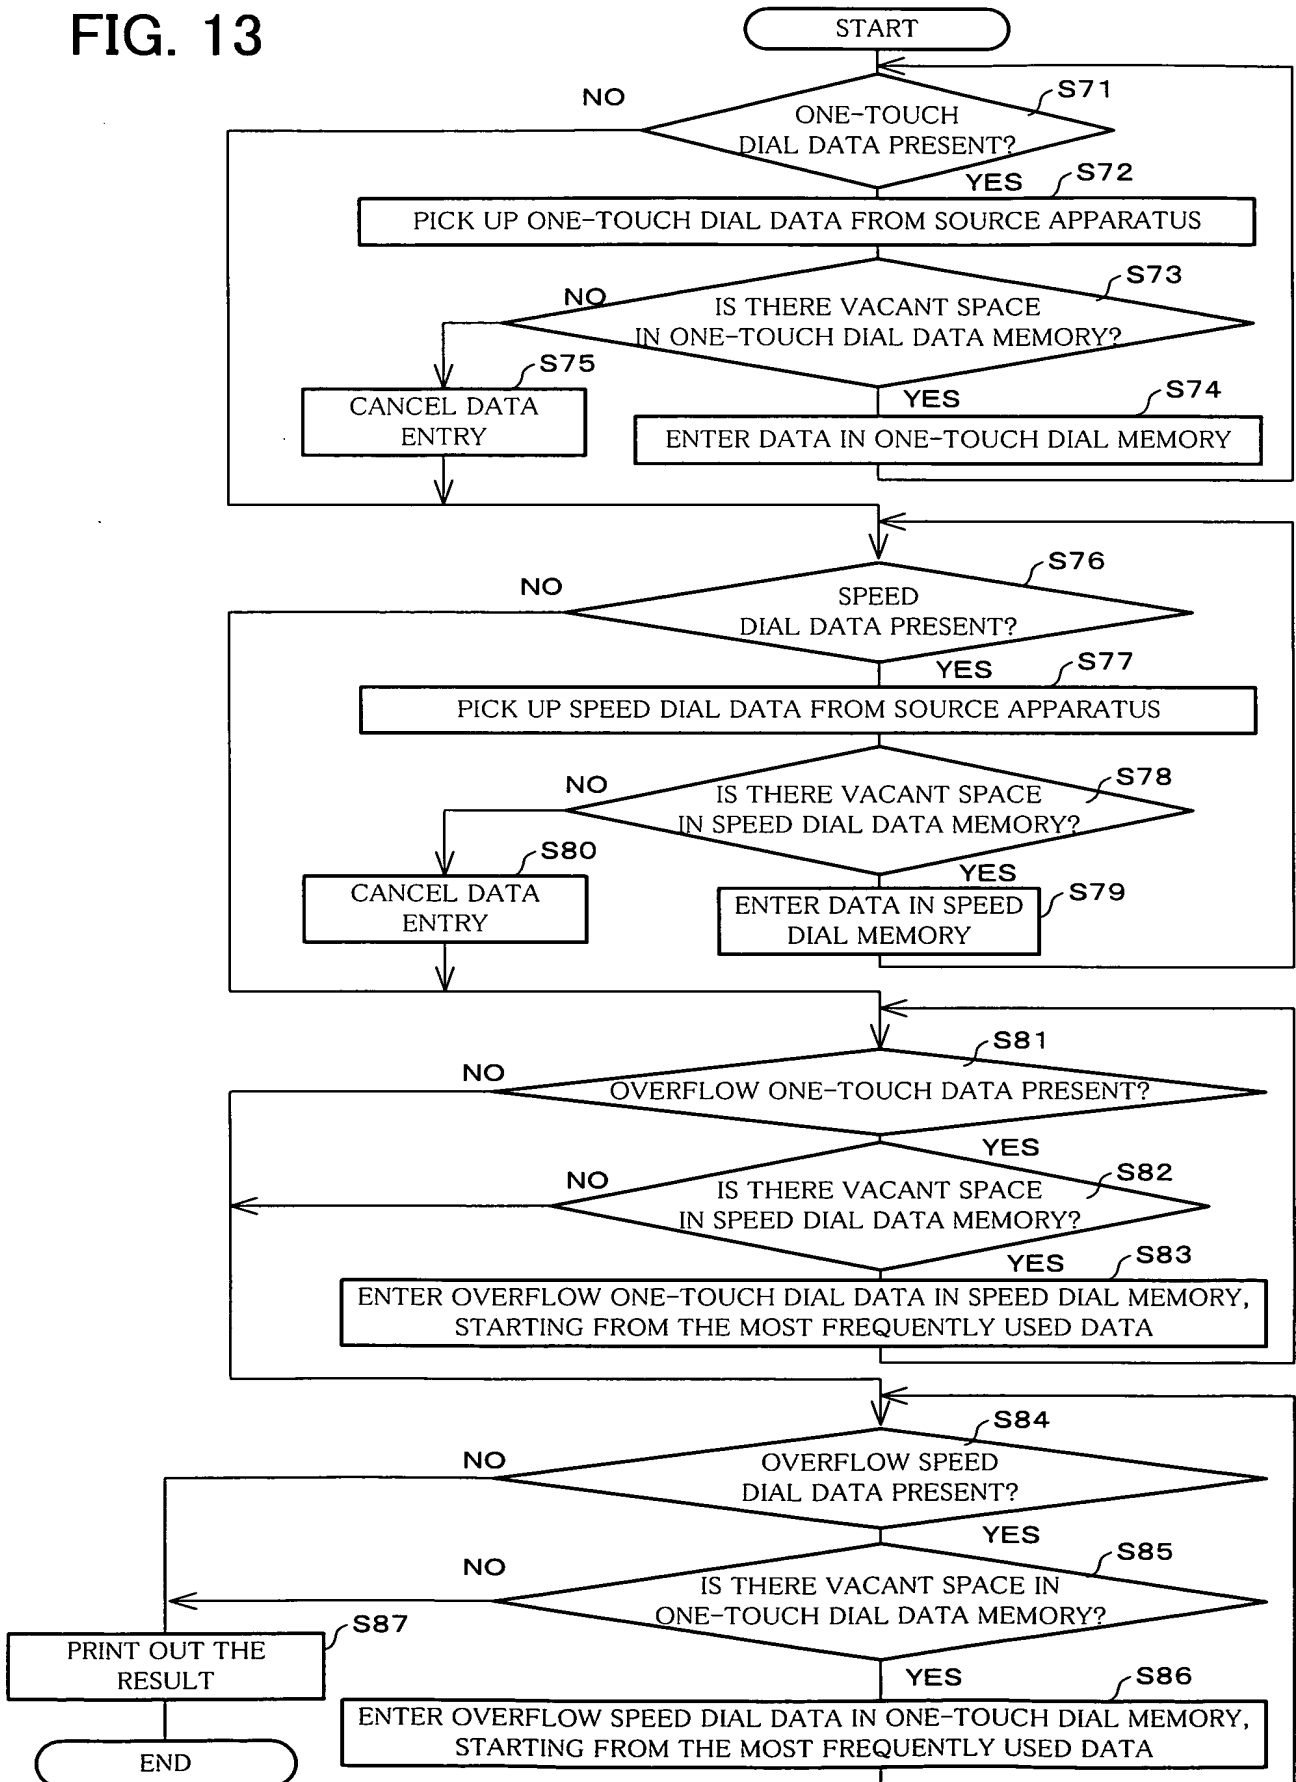 FIG. 13
START
S71
NO
ONE-TOUCH
DIAL DATA PRESENT?
YES
S72
PICK UP ONE-TOUCH DIAL DATA FROM SOURCE APPARATUS
S73
NO
IS THERE VACANT SPACE
IN ONE-TOUCH DIAL DATA MEMORY?
S75
YES
S74
CANCEL DATA
ENTRY
ENTER DATA IN ONE-TOUCH DIAL MEMORY
S76
NO
SPEED
DIAL DATA PRESENT?
YES
S77
PICK UP SPEED DIAL DATA FROM SOURCE APPARATUS
S78
NO
IS THERE VACANT SPACE
IN SPEED DIAL DATA MEMORY?
S80
YES
S79
CANCEL DATA
ENTRY
ENTER DATA IN SPEED
DIAL MEMORY
S81
NO
OVERFLOW ONE-TOUCH DATA PRESENT?
YES
S82
NO
IS THERE VACANT SPACE
IN SPEED DIAL DATA MEMORY?
YES
S83
ENTER OVERFLOW ONE-TOUCH DIAL DATA IN SPEED DIAL MEMORY,
STARTING FROM THE MOST FREQUENTLY USED DATA
S84
NO
OVERFLOW SPEED
DIAL DATA PRESENT?
YES
S85
NO
IS THERE VACANT SPACE IN
ONE-TOUCH DIAL DATA MEMORY?
S87
PRINT OUT THE
RESULT
YES
S86
ENTER OVERFLOW SPEED DIAL DATA IN ONE-TOUCH DIAL MEMORY,
STARTING FROM THE MOST FREQUENTLY USED DATA
END